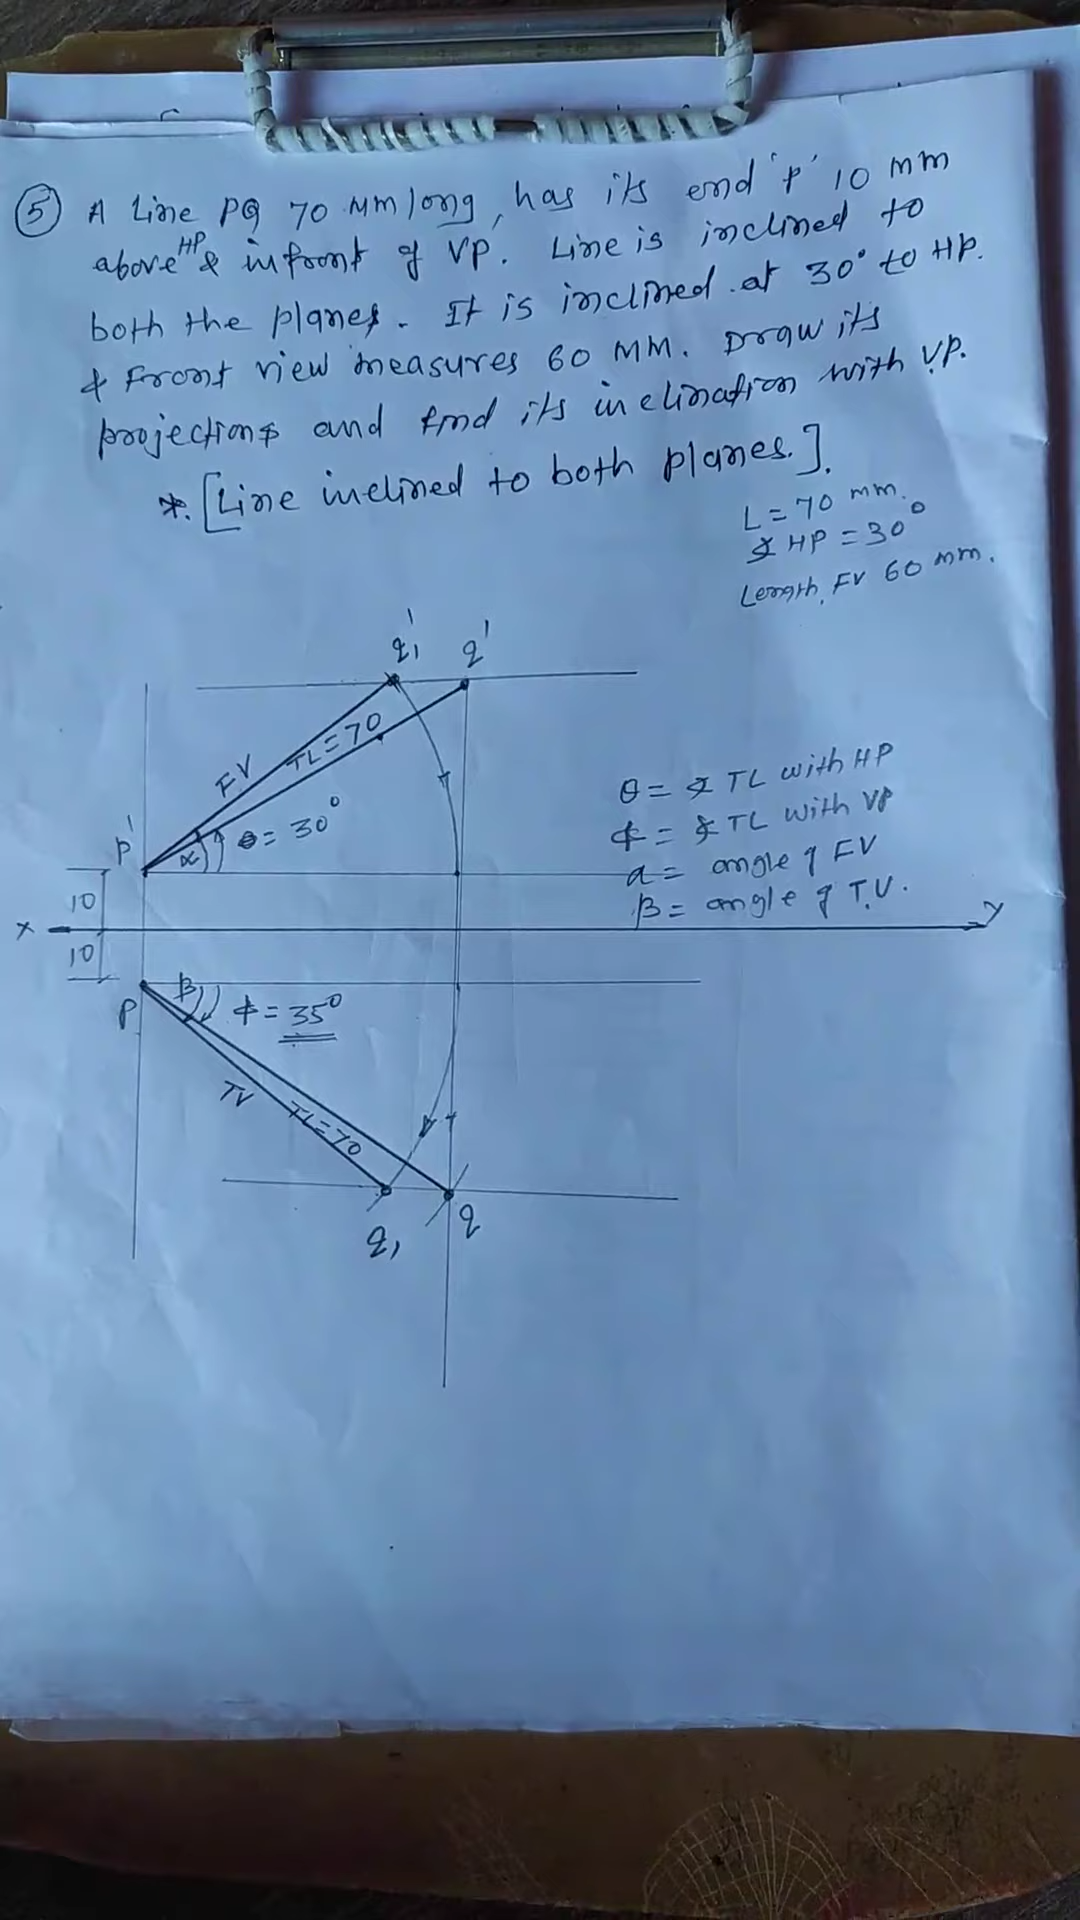 ⑤ A Line PQ 70 MM long, has its end 'P' 10 mm
above HP & infront of VP. Line is inclined to
both the planes. It is inclined at 30° to HP.
& Front view measures 60 MM. Draw its
projections and find its inclination with VP.
*. [Line inclined to both planes.].
L = 70 mm.
∡ HP = 30°
Length, FV 60 mm.
q₁' q'
FV
TL=70
p'
α
θ = 30°
θ = ∡ TL with HP
ϕ = ∡ TL with VP
α = angle of FV
β = angle of T.V.
10
X Y
10
P
β
ϕ = 35°
TV
TL=70
q₁ q